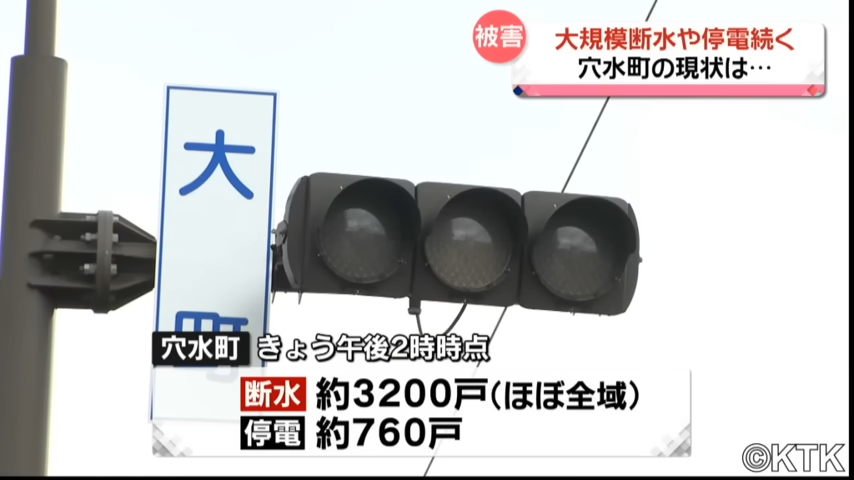 被害
大規模断水や停電続く
穴水町の現状は…
大
町
穴水町 きょう午後2時時点
断水 約3200戸(ほぼ全域)
停電 約760戸
©KTK